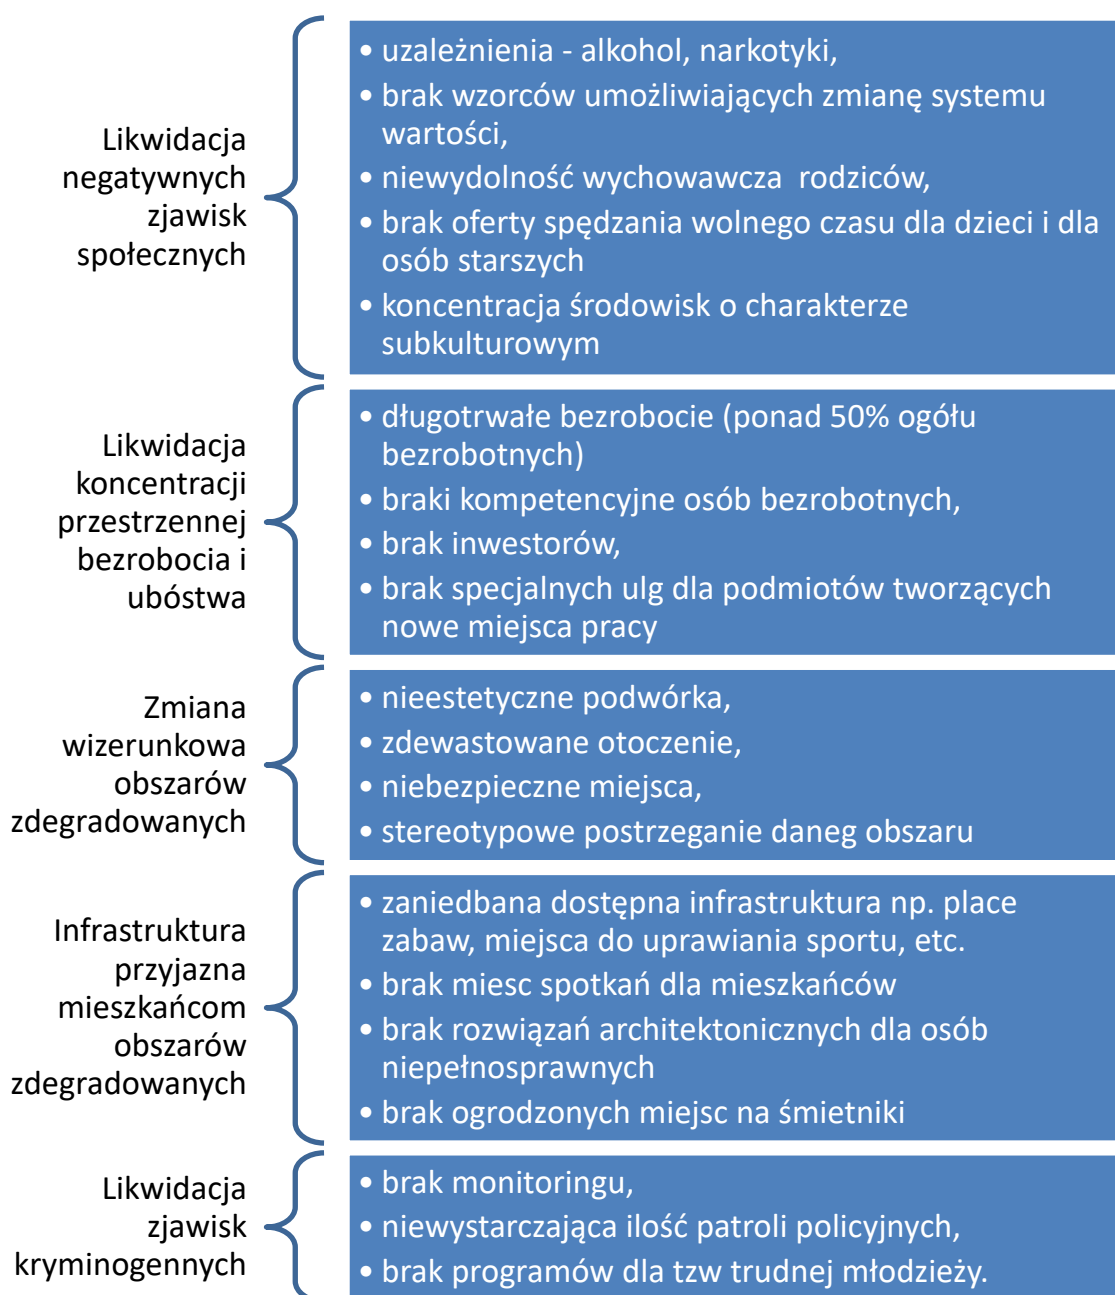 Likwidacja
negatywnych
zjawisk
społecznych
• uzależnienia - alkohol, narkotyki,
• brak wzorców umożliwiających zmianę systemu
wartości,
• niewydolność wychowawcza  rodziców,
• brak oferty spędzania wolnego czasu dla dzieci i dla
osób starszych
• koncentracja środowisk o charakterze
subkulturowym
Likwidacja
koncentracji
przestrzennej
bezrobocia i
ubóstwa
• długotrwałe bezrobocie (ponad 50% ogółu
bezrobotnych)
• braki kompetencyjne osób bezrobotnych,
• brak inwestorów,
• brak specjalnych ulg dla podmiotów tworzących
nowe miejsca pracy
Zmiana
wizerunkowa
obszarów
zdegradowanych
• nieestetyczne podwórka,
• zdewastowane otoczenie,
• niebezpieczne miejsca,
• stereotypowe postrzeganie daneg obszaru
Infrastruktura
przyjazna
mieszkańcom
obszarów
zdegradowanych
• zaniedbana dostępna infrastruktura np. place
zabaw, miejsca do uprawiania sportu, etc.
• brak miesc spotkań dla mieszkańców
• brak rozwiązań architektonicznych dla osób
niepełnosprawnych
• brak ogrodzonych miejsc na śmietniki
Likwidacja
zjawisk
kryminogennych
• brak monitoringu,
• niewystarczająca ilość patroli policyjnych,
• brak programów dla tzw trudnej młodzieży.